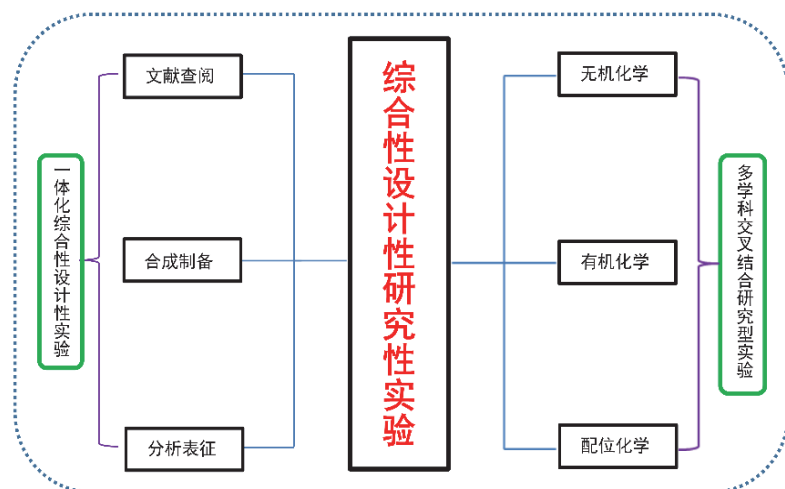 一体化综合性设计性实验
文献查阅
合成制备
分析表征
综合性设计性研究性实验
无机化学
有机化学
配位化学
多学科交叉结合研究型实验